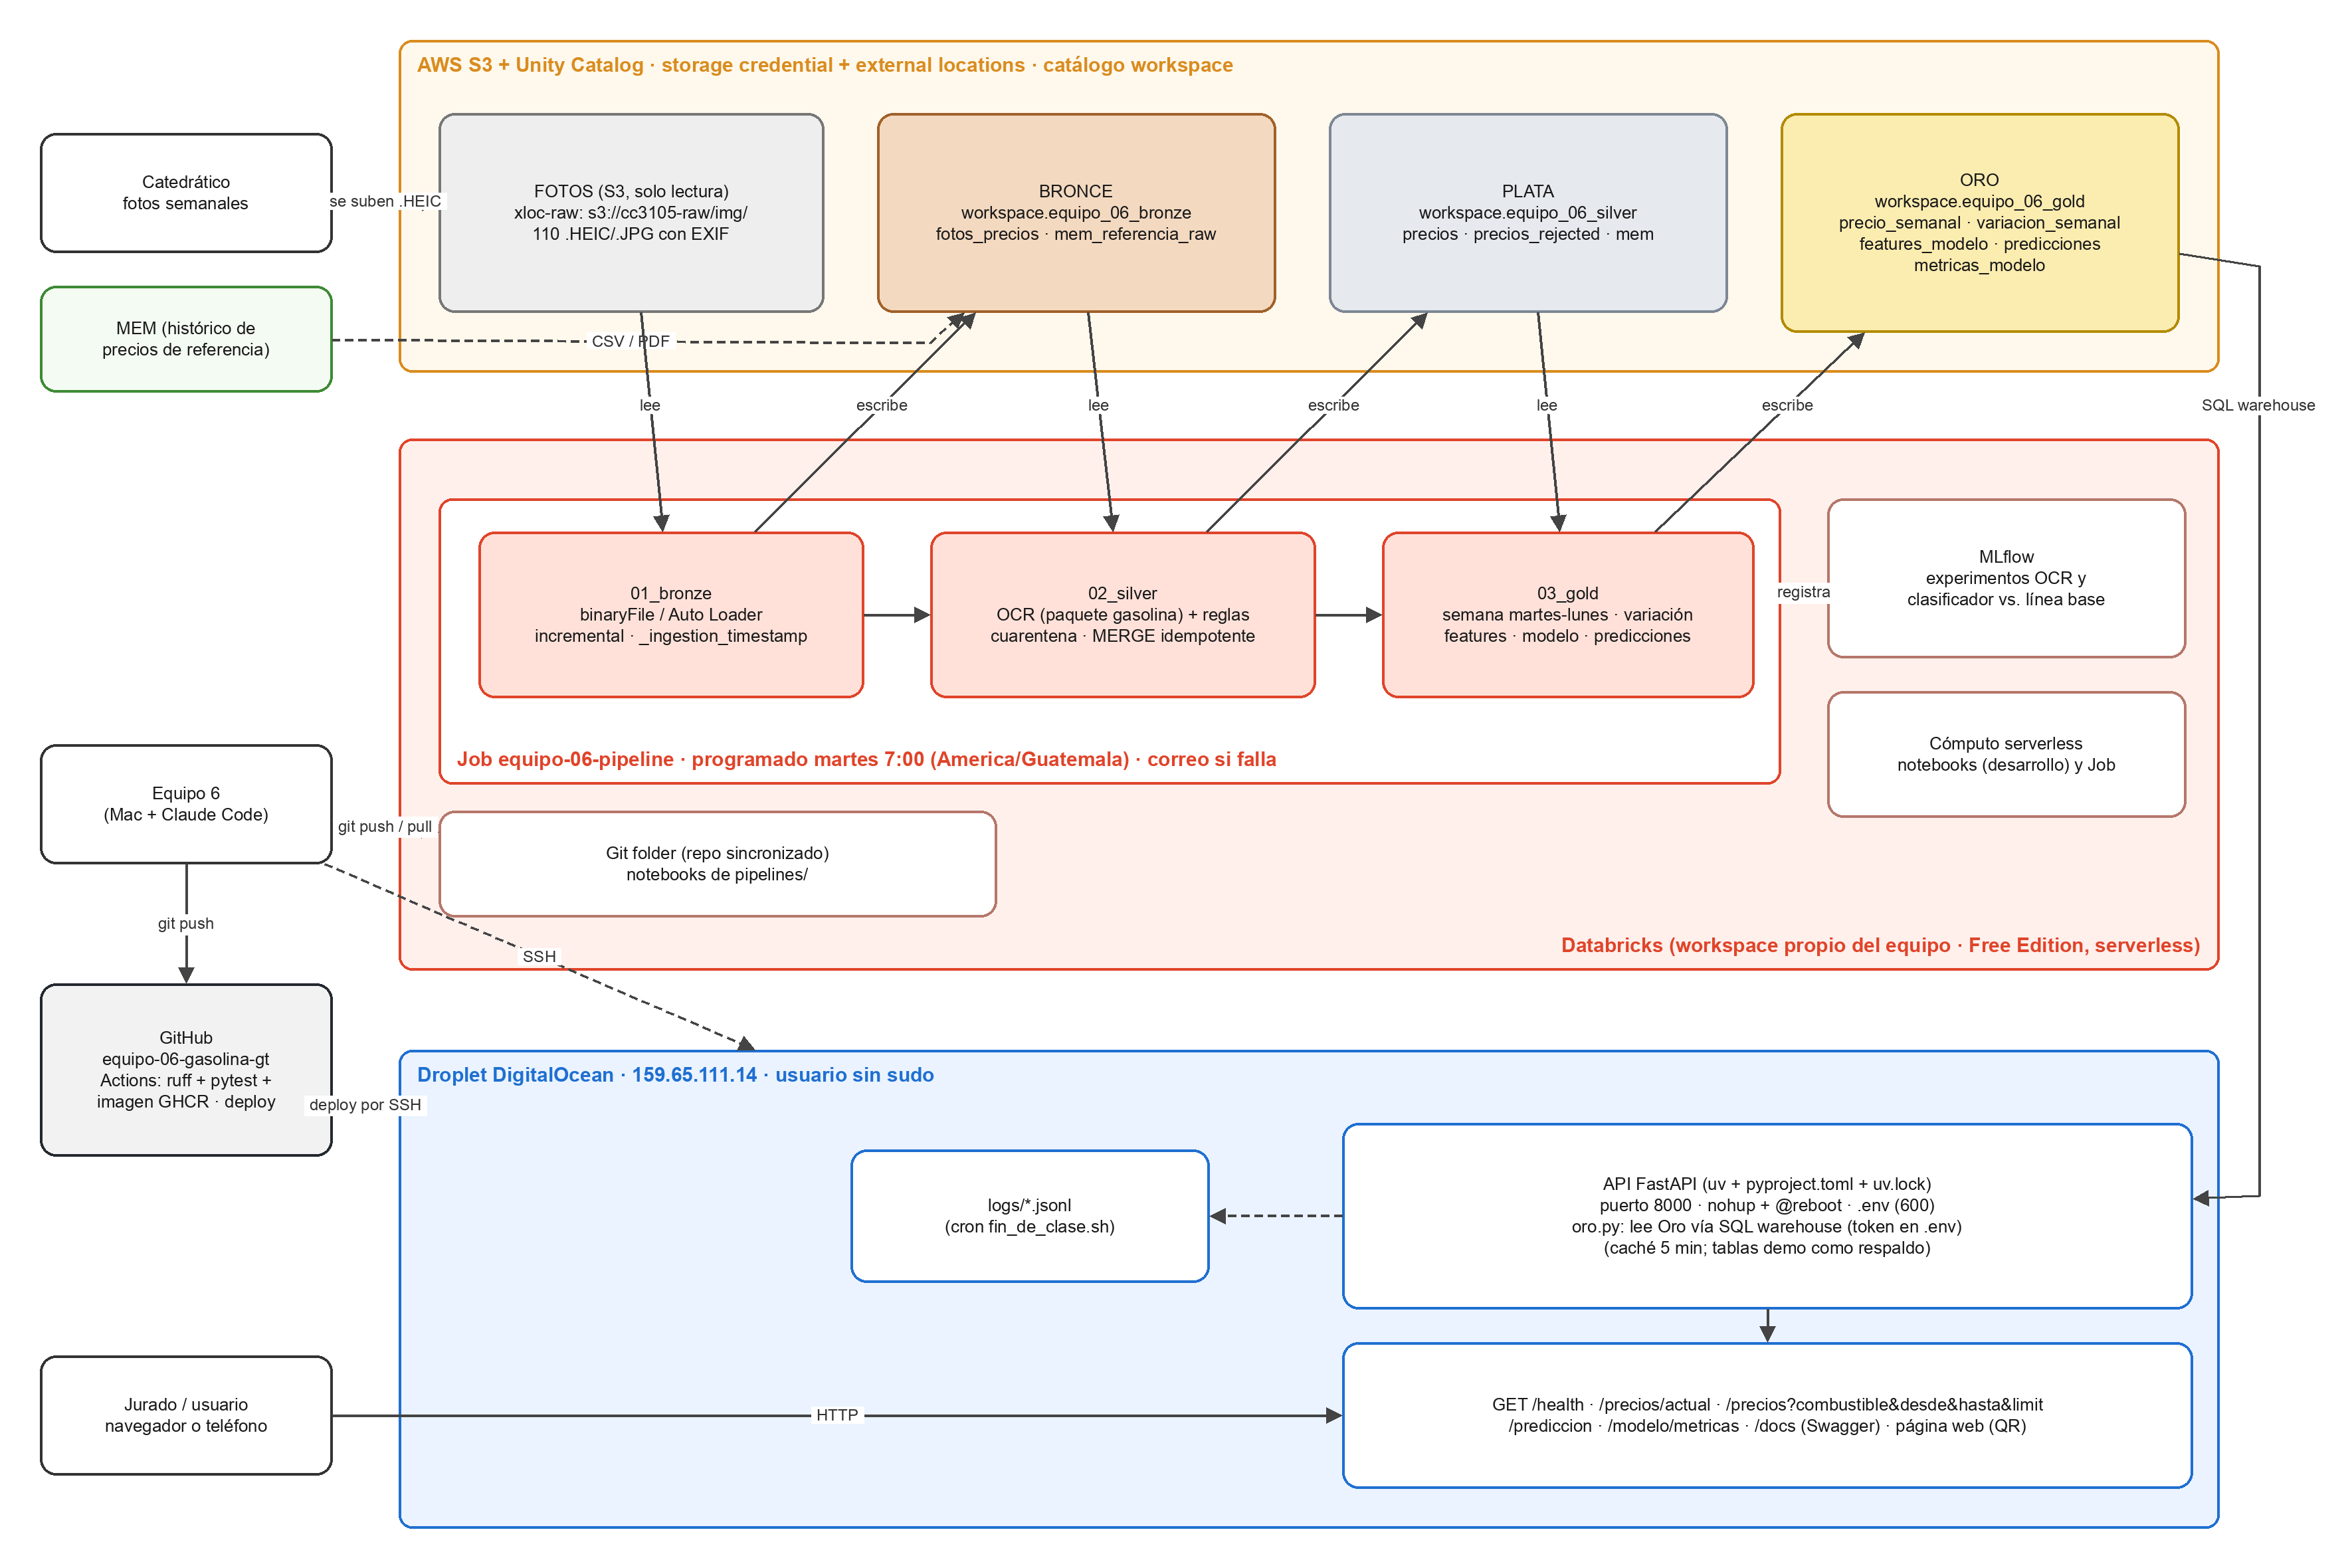 AWS S3 + Unity Catalog · storage credential + external locations · catálogo workspace
Catedrático
fotos semanales
se suben .HEIC
FOTOS (S3, solo lectura)
xloc-raw: s3://cc3105-raw/img/
110 .HEIC/.JPG con EXIF
BRONCE
workspace.equipo_06_bronze
fotos_precios · mem_referencia_raw
PLATA
workspace.equipo_06_silver
precios · precios_rejected · mem
ORO
workspace.equipo_06_gold
precio_semanal · variacion_semanal
features_modelo · predicciones
metricas_modelo
MEM (histórico de
precios de referencia)
CSV / PDF
lee
escribe
lee
escribe
lee
escribe
SQL warehouse
01_bronze
binaryFile / Auto Loader
incremental · _ingestion_timestamp
02_silver
OCR (paquete gasolina) + reglas
cuarentena · MERGE idempotente
03_gold
semana martes-lunes · variación
features · modelo · predicciones
registra
MLflow
experimentos OCR y
clasificador vs. línea base
Cómputo serverless
notebooks (desarrollo) y Job
Job equipo-06-pipeline · programado martes 7:00 (America/Guatemala) · correo si falla
Equipo 6
(Mac + Claude Code)
git push / pull
Git folder (repo sincronizado)
notebooks de pipelines/
git push
SSH
Databricks (workspace propio del equipo · Free Edition, serverless)
GitHub
equipo-06-gasolina-gt
Actions: ruff + pytest +
imagen GHCR · deploy
deploy por SSH
Droplet DigitalOcean · 159.65.111.14 · usuario sin sudo
logs/*.jsonl
(cron fin_de_clase.sh)
API FastAPI (uv + pyproject.toml + uv.lock)
puerto 8000 · nohup + @reboot · .env (600)
oro.py: lee Oro vía SQL warehouse (token en .env)
(caché 5 min; tablas demo como respaldo)
Jurado / usuario
navegador o teléfono
HTTP
GET /health · /precios/actual · /precios?combustible&desde&hasta&limit
/prediccion · /modelo/metricas · /docs (Swagger) · página web (QR)